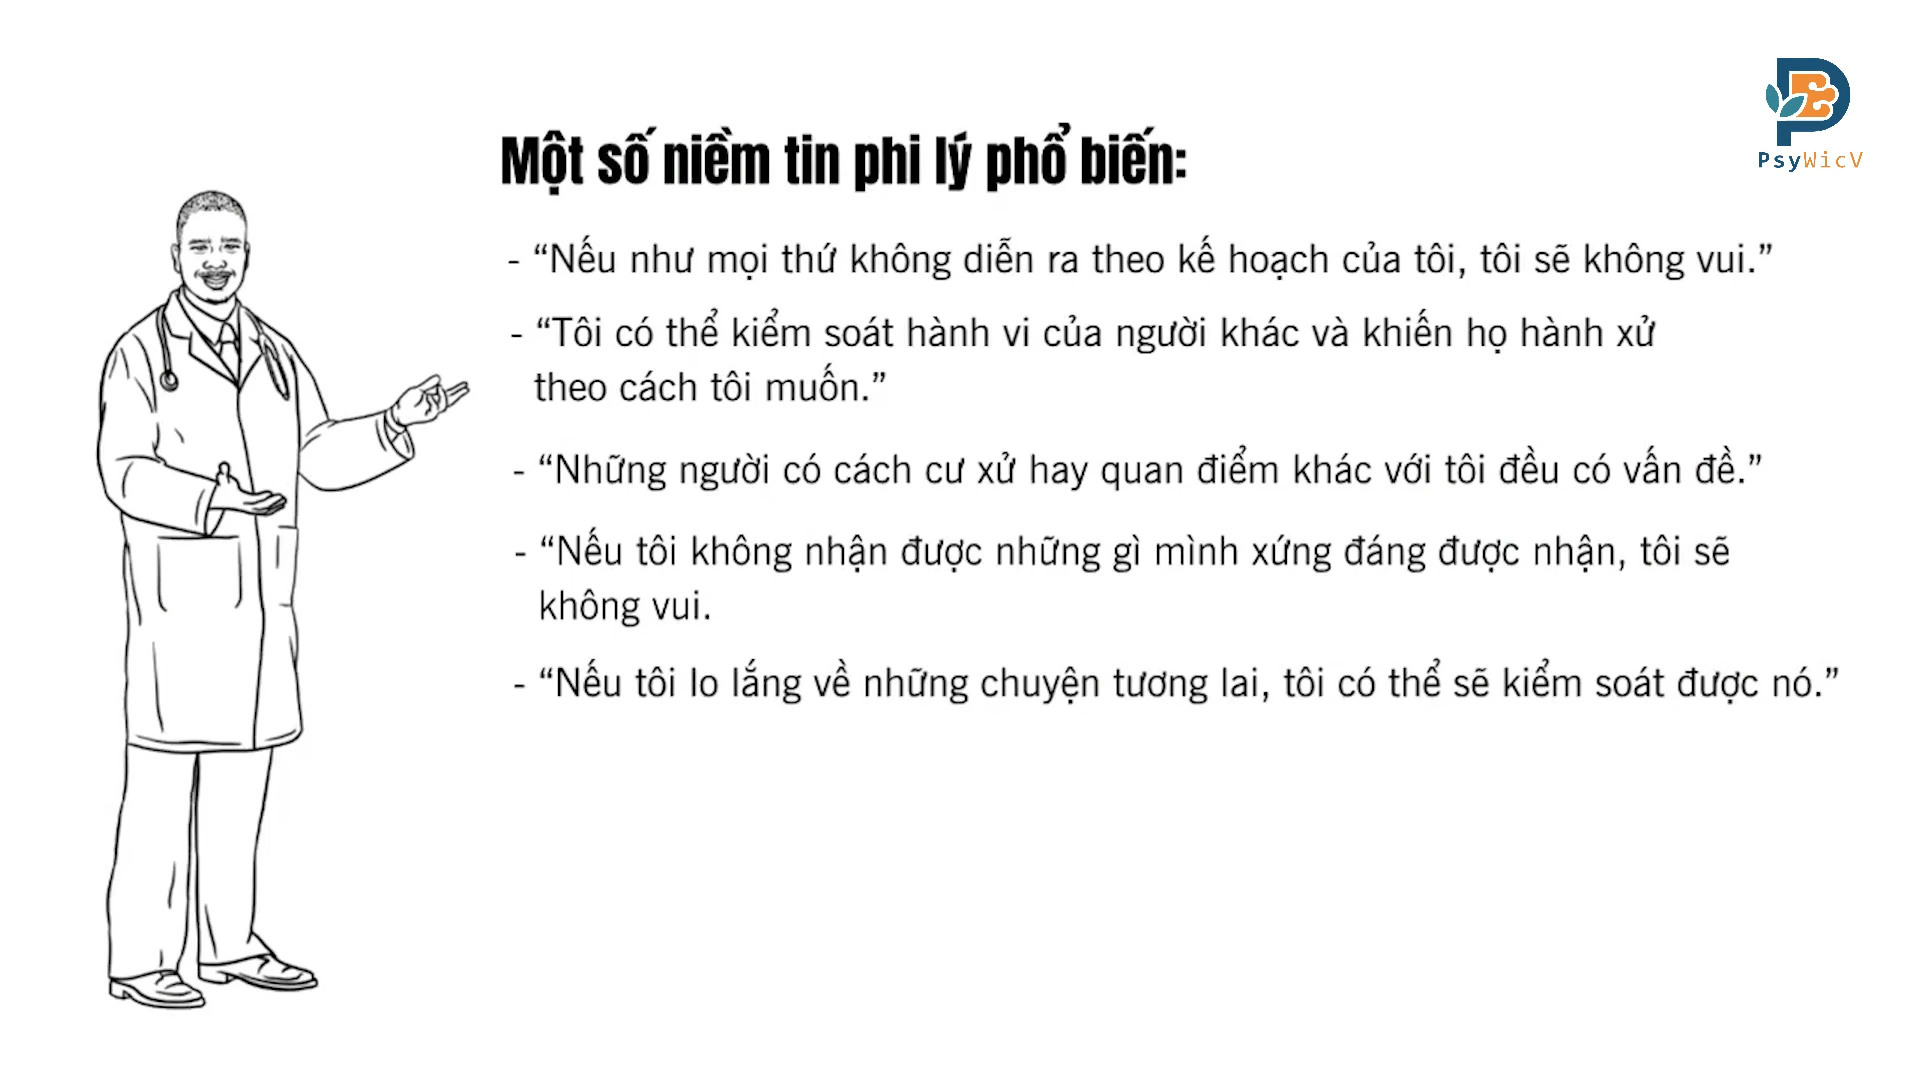 PsyWicV
Một số niềm tin phi lý phổ biến:
- “Nếu như mọi thứ không diễn ra theo kế hoạch của tôi, tôi sẽ không vui.”
- “Tôi có thể kiểm soát hành vi của người khác và khiến họ hành xử
theo cách tôi muốn.”
- “Những người có cách cư xử hay quan điểm khác với tôi đều có vấn đề.”
- “Nếu tôi không nhận được những gì mình xứng đáng được nhận, tôi sẽ
không vui.
- “Nếu tôi lo lắng về những chuyện tương lai, tôi có thể sẽ kiểm soát được nó.”